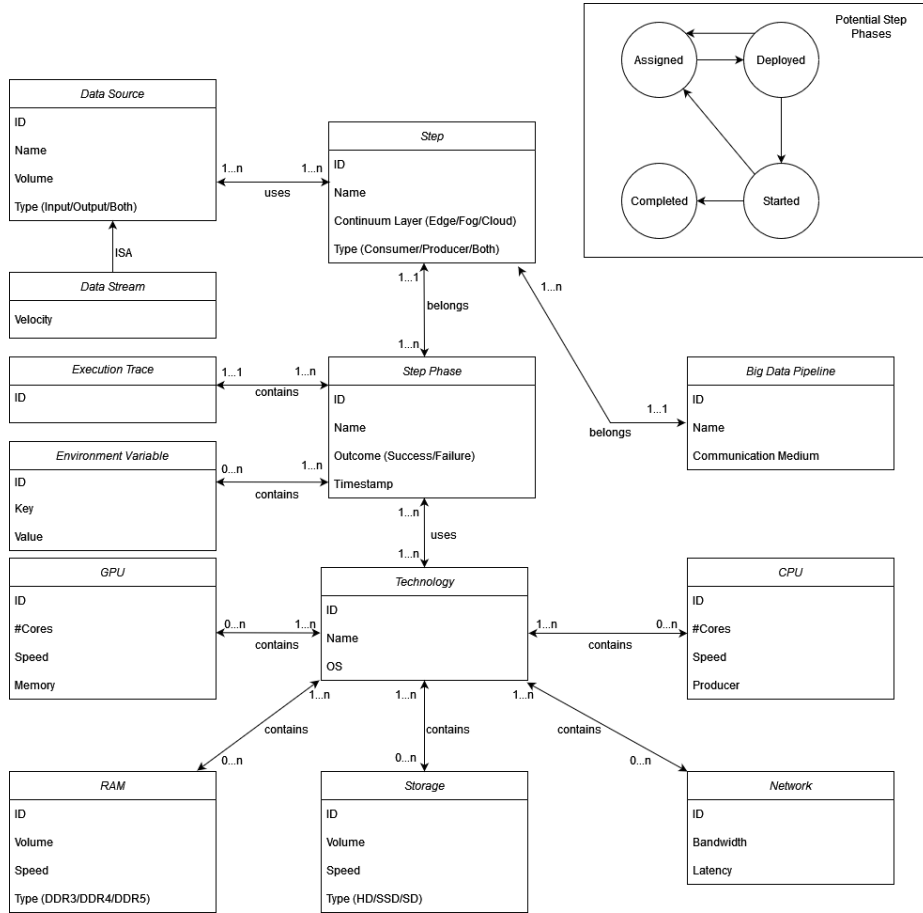 Potential Step
Phases
Assigned
Deployed
Completed
Started
Data Source
ID
Name
Volume
Type (Input/Output/Both)
1...n
1...n
uses
Step
ID
Name
Continuum Layer (Edge/Fog/Cloud)
Type (Consumer/Producer/Both)
ISA
Data Stream
Velocity
1...1
belongs
1...n
1...n
1...1
belongs
Execution Trace
ID
1...1
1...n
contains
Step Phase
ID
Name
Outcome (Success/Failure)
Timestamp
Big Data Pipeline
ID
Name
Communication Medium
Environment Variable
ID
Key
Value
0...n
1...n
contains
1...n
uses
1...n
GPU
ID
#Cores
Speed
Memory
0...n
1...n
contains
Technology
ID
Name
OS
1...n
0...n
contains
CPU
ID
#Cores
Speed
Producer
1...n
contains
0...n
1...n
contains
0...n
1...n
contains
0...n
RAM
ID
Volume
Speed
Type (DDR3/DDR4/DDR5)
Storage
ID
Volume
Speed
Type (HD/SSD/SD)
Network
ID
Bandwidth
Latency